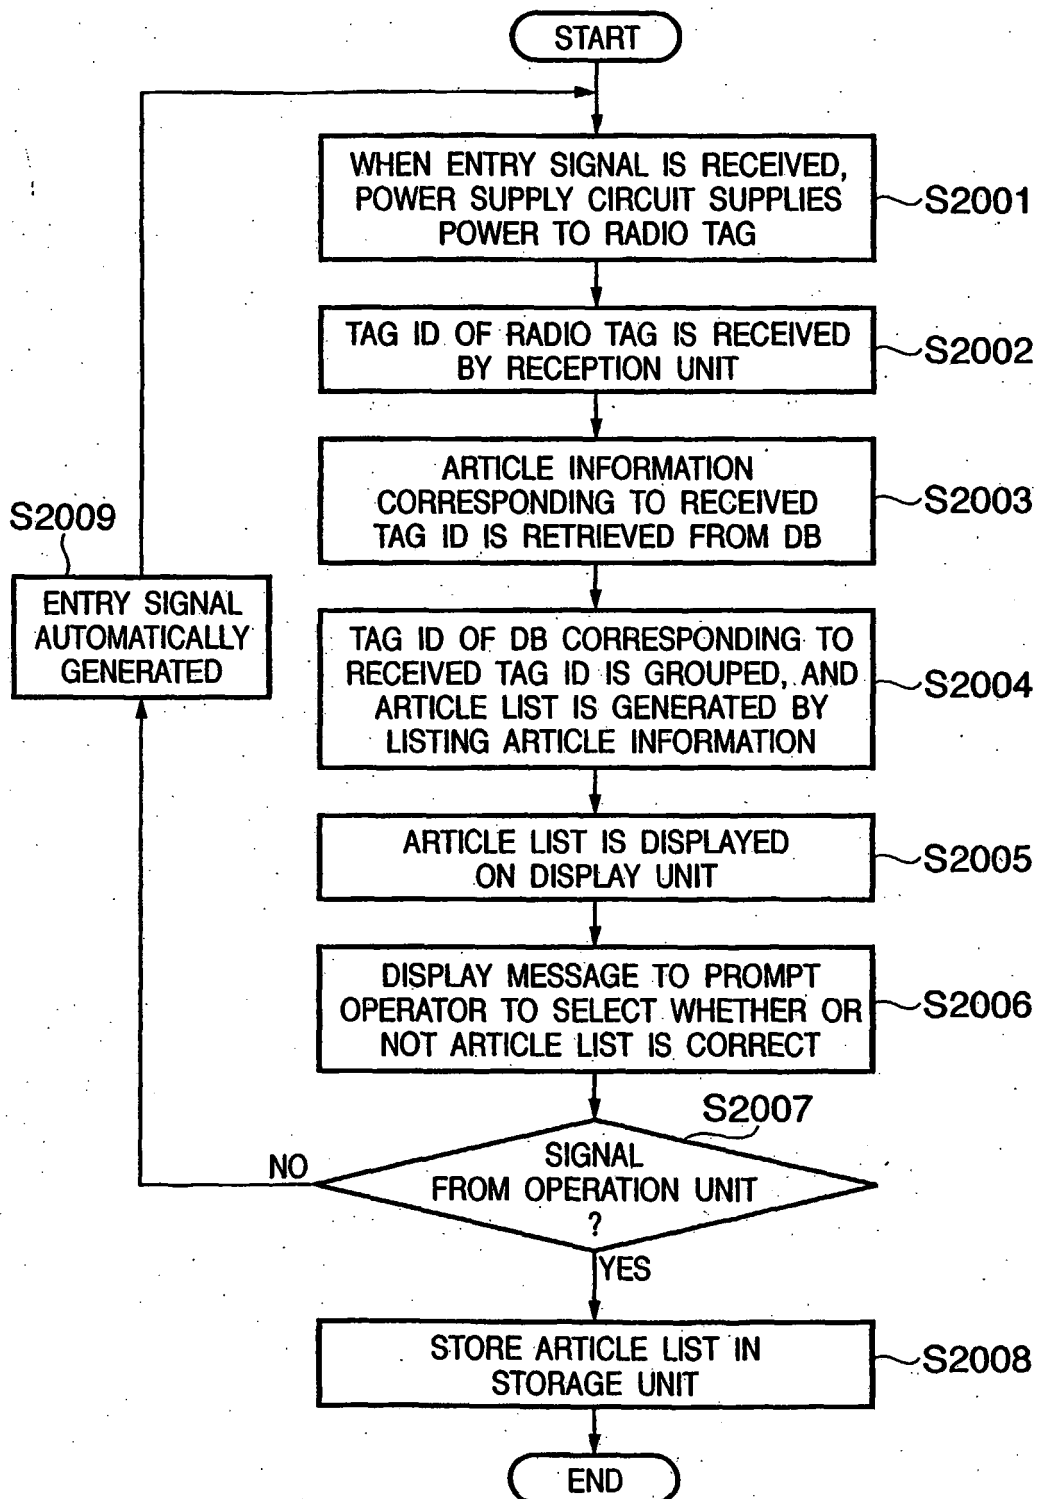 START
WHEN ENTRY SIGNAL IS RECEIVED,
POWER SUPPLY CIRCUIT SUPPLIES
POWER TO RADIO TAG
S2001
TAG ID OF RADIO TAG IS RECEIVED
BY RECEPTION UNIT
S2002
ARTICLE INFORMATION
CORRESPONDING TO RECEIVED
TAG ID IS RETRIEVED FROM DB
S2003
S2009
ENTRY SIGNAL
AUTOMATICALLY
GENERATED
TAG ID OF DB CORRESPONDING TO
RECEIVED TAG ID IS GROUPED, AND
ARTICLE LIST IS GENERATED BY
LISTING ARTICLE INFORMATION
S2004
ARTICLE LIST IS DISPLAYED
ON DISPLAY UNIT
S2005
DISPLAY MESSAGE TO PROMPT
OPERATOR TO SELECT WHETHER OR
NOT ARTICLE LIST IS CORRECT
S2006
S2007
NO
SIGNAL
FROM OPERATION UNIT
?
YES
STORE ARTICLE LIST IN
STORAGE UNIT
S2008
END